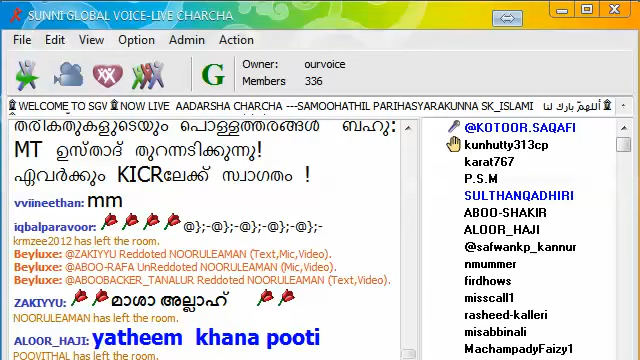 SUNNI GLOBAL VOICE-LIVE CHARCHA
File Edit View Option Admin Action
G
Owner: ourvoice
Members 336
WELCOME TO SGV NOW LIVE AADARSHA CHARCHA ---SAMOOHATHIL PARIHASYARAKUNNA SK_ISLAMI اللهمّ بارك لنا
തരികതുകളുടെയും പൊള്ളത്തരങ്ങൾ ബഹു:
MT ഉസ്താദ് തുറന്നടിക്കുന്നു!
ഏവർക്കും KICRലേക്ക് സ്വാഗതം !
vviineethan: mm
iqbalparavoor: @};-@};-@};-@};-@};-
krmzee2012 has left the room.
Beyluxe: @ZAKIYYU Reddoted NOORULEAMAN (Text,Mic,Video).
Beyluxe: @ABOO-RAFA UnReddoted NOORULEAMAN (Mic,Video).
Beyluxe: @ABOOBACKER_TANALUR Reddoted NOORULEAMAN (Text,Mic,Video).
ZAKIYYU: മാശാ അല്ലാഹ്
NOORULEAMAN has left the room.
ALOOR_HAJI: yatheem khana pooti
POOVITHAL has left the room.
@KOTOOR.SAQAFI
kunhutty313cp
karat767
P.S.M
SULTHANQADHIRI
ABOO-SHAKIR
ALOOR_HAJI
@safwankp_kannur
nmummer
firdhows
misscall1
rasheed-kalleri
misabbinali
MachampadyFaizy1